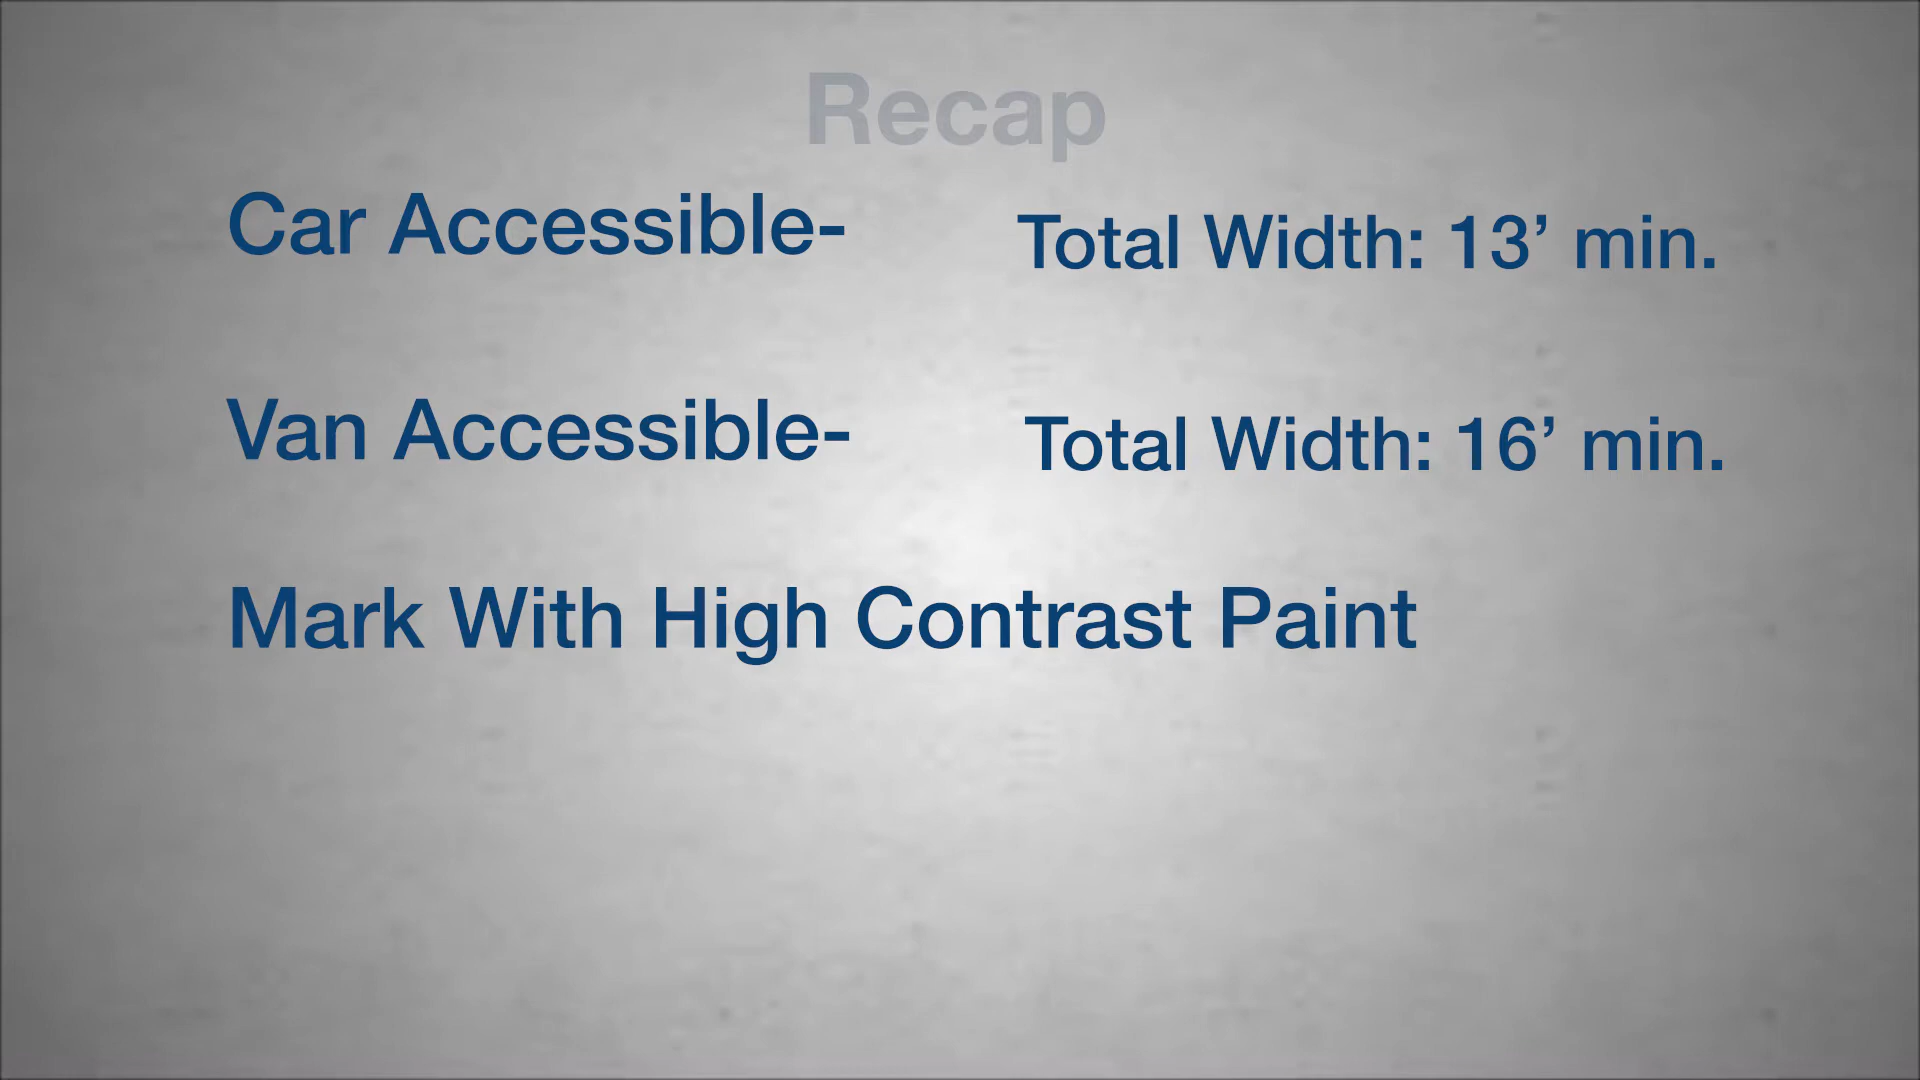 Recap
Car Accessible- Total Width: 13’ min.
Van Accessible- Total Width: 16’ min.
Mark With High Contrast Paint